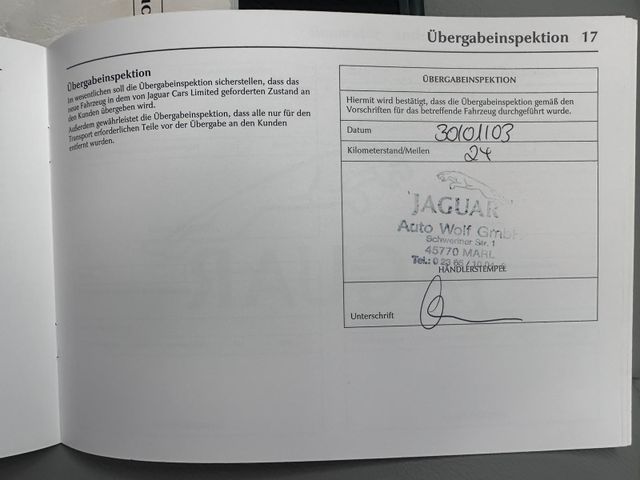 Übergabeinspektion 17
Übergabeinspektion
Im wesentlichen soll die Übergabeinspektion sicherstellen, dass das
neue Fahrzeug in dem von Jaguar Cars Limited geforderten Zustand an
den Kunden übergeben wird.
Außerdem gewährleistet die Übergabeinspektion, dass alle nur für den
Transport erforderlichen Teile vor der Übergabe an den Kunden
entfernt wurden.
ÜBERGABEINSPEKTION
Hiermit wird bestätigt, dass die Übergabeinspektion gemäß den
Vorschriften für das betreffende Fahrzeug durchgeführt wurde.
Datum 30/01/03
Kilometerstand/Meilen 24
JAGUAR
Auto Wolf GmbH
Schweriner Str. 1
45770 MARL
Tel.: 0 23 65 /
HÄNDLERSTEMPEL
Unterschrift